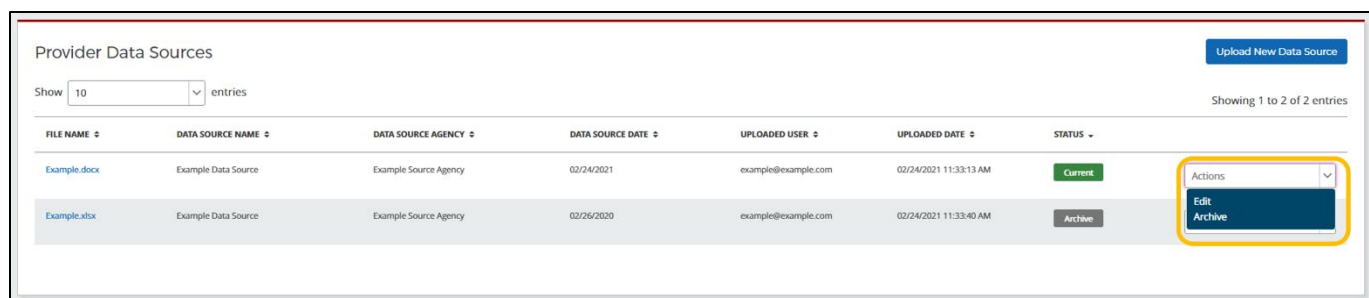 Provider Data Sources
Upload New Data Source
Show 10 entries
Showing 1 to 2 of 2 entries
FILE NAME DATA SOURCE NAME DATA SOURCE AGENCY DATA SOURCE DATE UPLOADED USER UPLOADED DATE STATUS
Example.docx Example Data Source Example Source Agency 02/24/2021 example@example.com 02/24/2021 11:33:13 AM Current Actions
Edit
Archive
Example.xlsx Example Data Source Example Source Agency 02/26/2020 example@example.com 02/24/2021 11:33:40 AM Archive